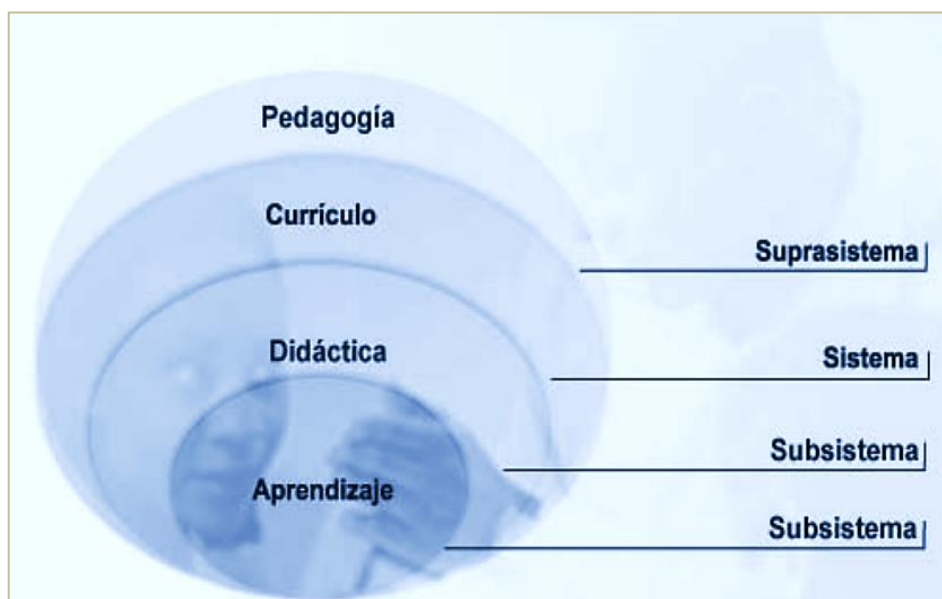 Pedagogía
Currículo
Suprasistema
Didáctica
Sistema
Subsistema
Aprendizaje
Subsistema